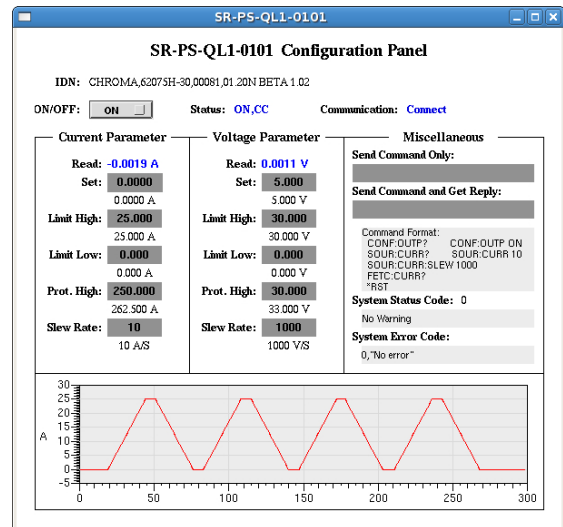 SR-PS-QL1-0101
SR-PS-QL1-0101 Configuration Panel
IDN: CHROMA,62075H-30,00081,01.20N BETA 1.02
ON/OFF: ON Status: ON,CC Communication: Connect
Current Parameter
Read: -0.0019 A
Set: 0.0000
0.0000 A
Limit High: 25.000
25.000 A
Limit Low: 0.000
0.000 A
Prot. High: 250.000
262.500 A
Slew Rate: 10
10 A/S
Voltage Parameter
Read: 0.0011 V
Set: 5.000
5.000 V
Limit High: 30.000
30.000 V
Limit Low: 0.000
0.000 V
Prot. High: 30.000
33.000 V
Slew Rate: 1000
1000 V/S
Miscellaneous
Send Command Only:
Send Command and Get Reply:
Command Format:
CONF:OUTP? CONF:OUTP ON
SOUR:CURR? SOUR:CURR 10
SOUR:CURR:SLEW 1000
FETC:CURR?
*RST
System Status Code: 0
No Warning
System Error Code:
0,"No error"
30
25
20
15
10
5
0
-5
A
0 50 100 150 200 250 300